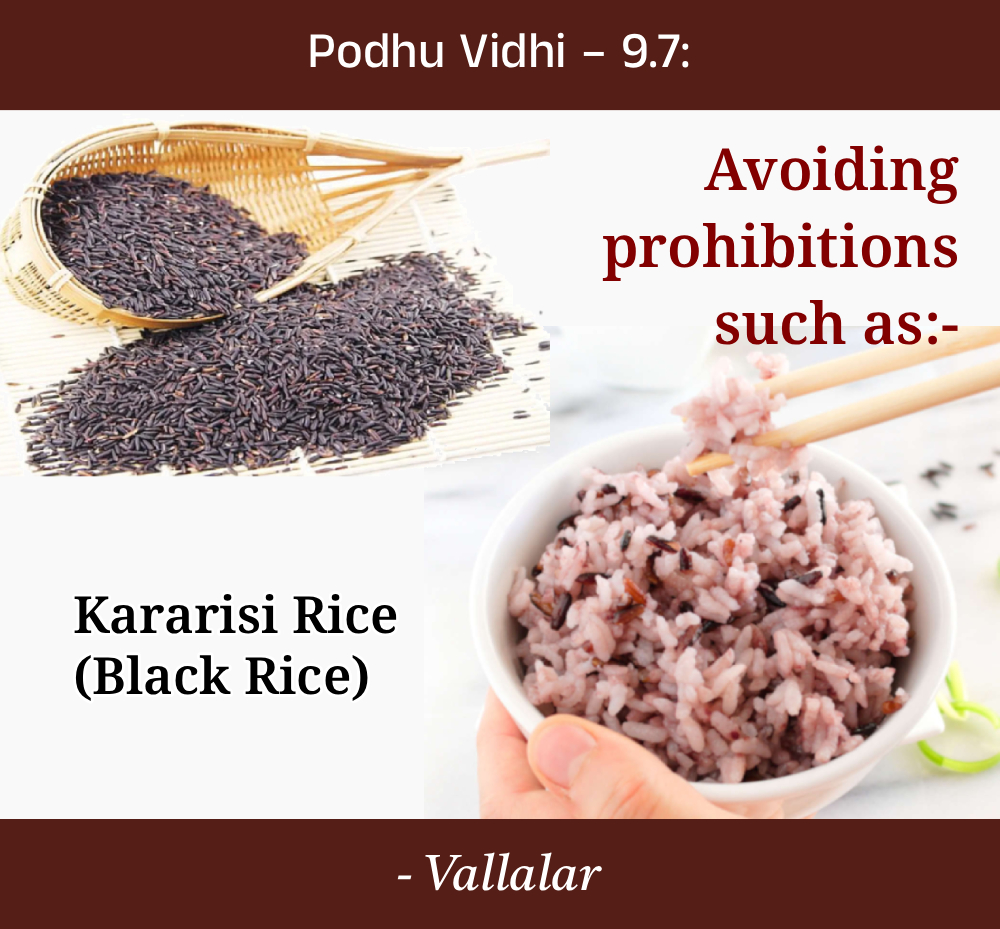 Podhu Vidhi – 9.7:
Avoiding
prohibitions
such as:-
Kararisi Rice
(Black Rice)
- Vallalar